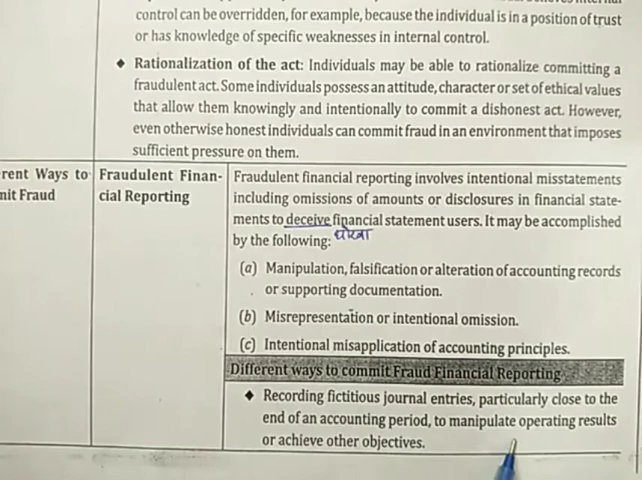 control can be overridden, for example, because the individual is in a position of trust
or has knowledge of specific weaknesses in internal control.
◆ Rationalization of the act: Individuals may be able to rationalize committing a
fraudulent act. Some individuals possess an attitude, character or set of ethical values
that allow them knowingly and intentionally to commit a dishonest act. However,
even otherwise honest individuals can commit fraud in an environment that imposes
sufficient pressure on them.
rent Ways to
mit Fraud
Fraudulent Finan-
cial Reporting
Fraudulent financial reporting involves intentional misstatements
including omissions of amounts or disclosures in financial state-
ments to deceive financial statement users. It may be accomplished
by the following: धोखा
(a) Manipulation, falsification or alteration of accounting records
or supporting documentation.
(b) Misrepresentation or intentional omission.
(c) Intentional misapplication of accounting principles.
Different ways to commit Fraud Financial Reporting
◆ Recording fictitious journal entries, particularly close to the
end of an accounting period, to manipulate operating results
or achieve other objectives.